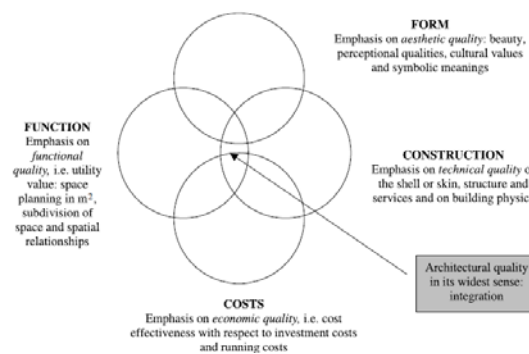 FORM
Emphasis on aesthetic quality: beauty,
perceptional qualities, cultural values
and symbolic meanings
FUNCTION
Emphasis on
functional
quality, i.e. utility
value: space
planning in m²,
subdivision of
space and spatial
relationships
CONSTRUCTION
Emphasis on technical quality o
the shell or skin, structure and
services and on building physic
Architectural quality
in its widest sense:
integration
COSTS
Emphasis on economic quality, i.e. cost
effectiveness with respect to investment costs
and running costs